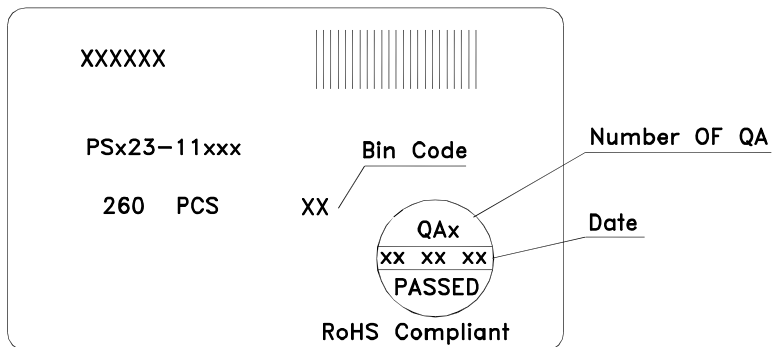 XXXXXX
PSx23-11xxx
Bin Code
Number OF QA
260 PCS
XX
QAx
Date
xx xx xx
PASSED
RoHS Compliant